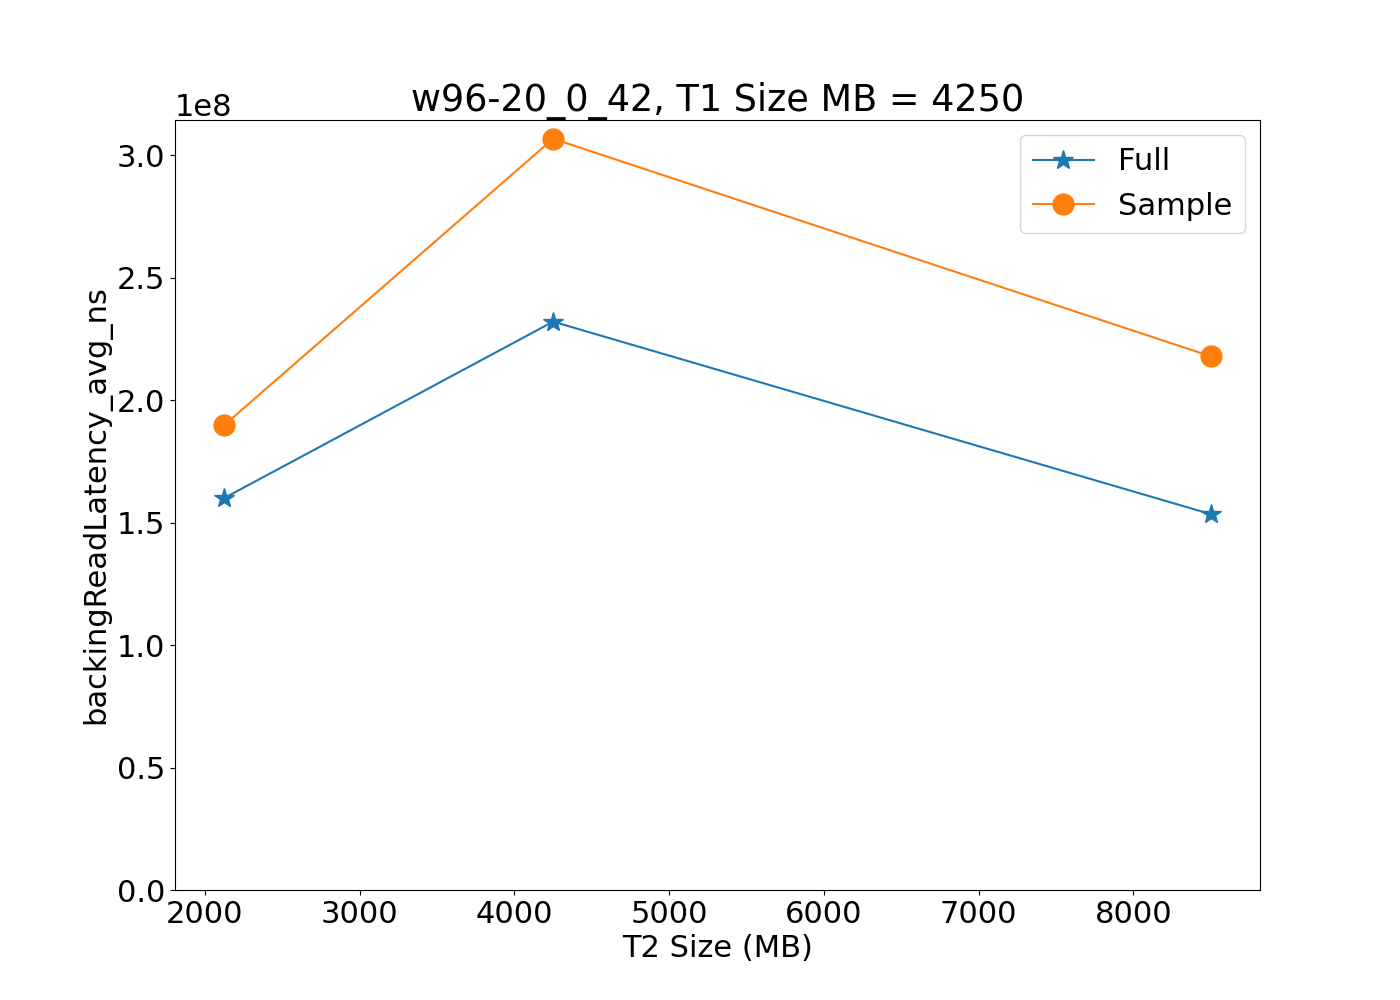 w96-20_0_42, T1 Size MB = 4250
1e8
3.0
2.5
2.0
1.5
1.0
0.5
0.0
backingReadLatency_avg_ns
Full
Sample
2000 3000 4000 5000 6000 7000 8000
T2 Size (MB)